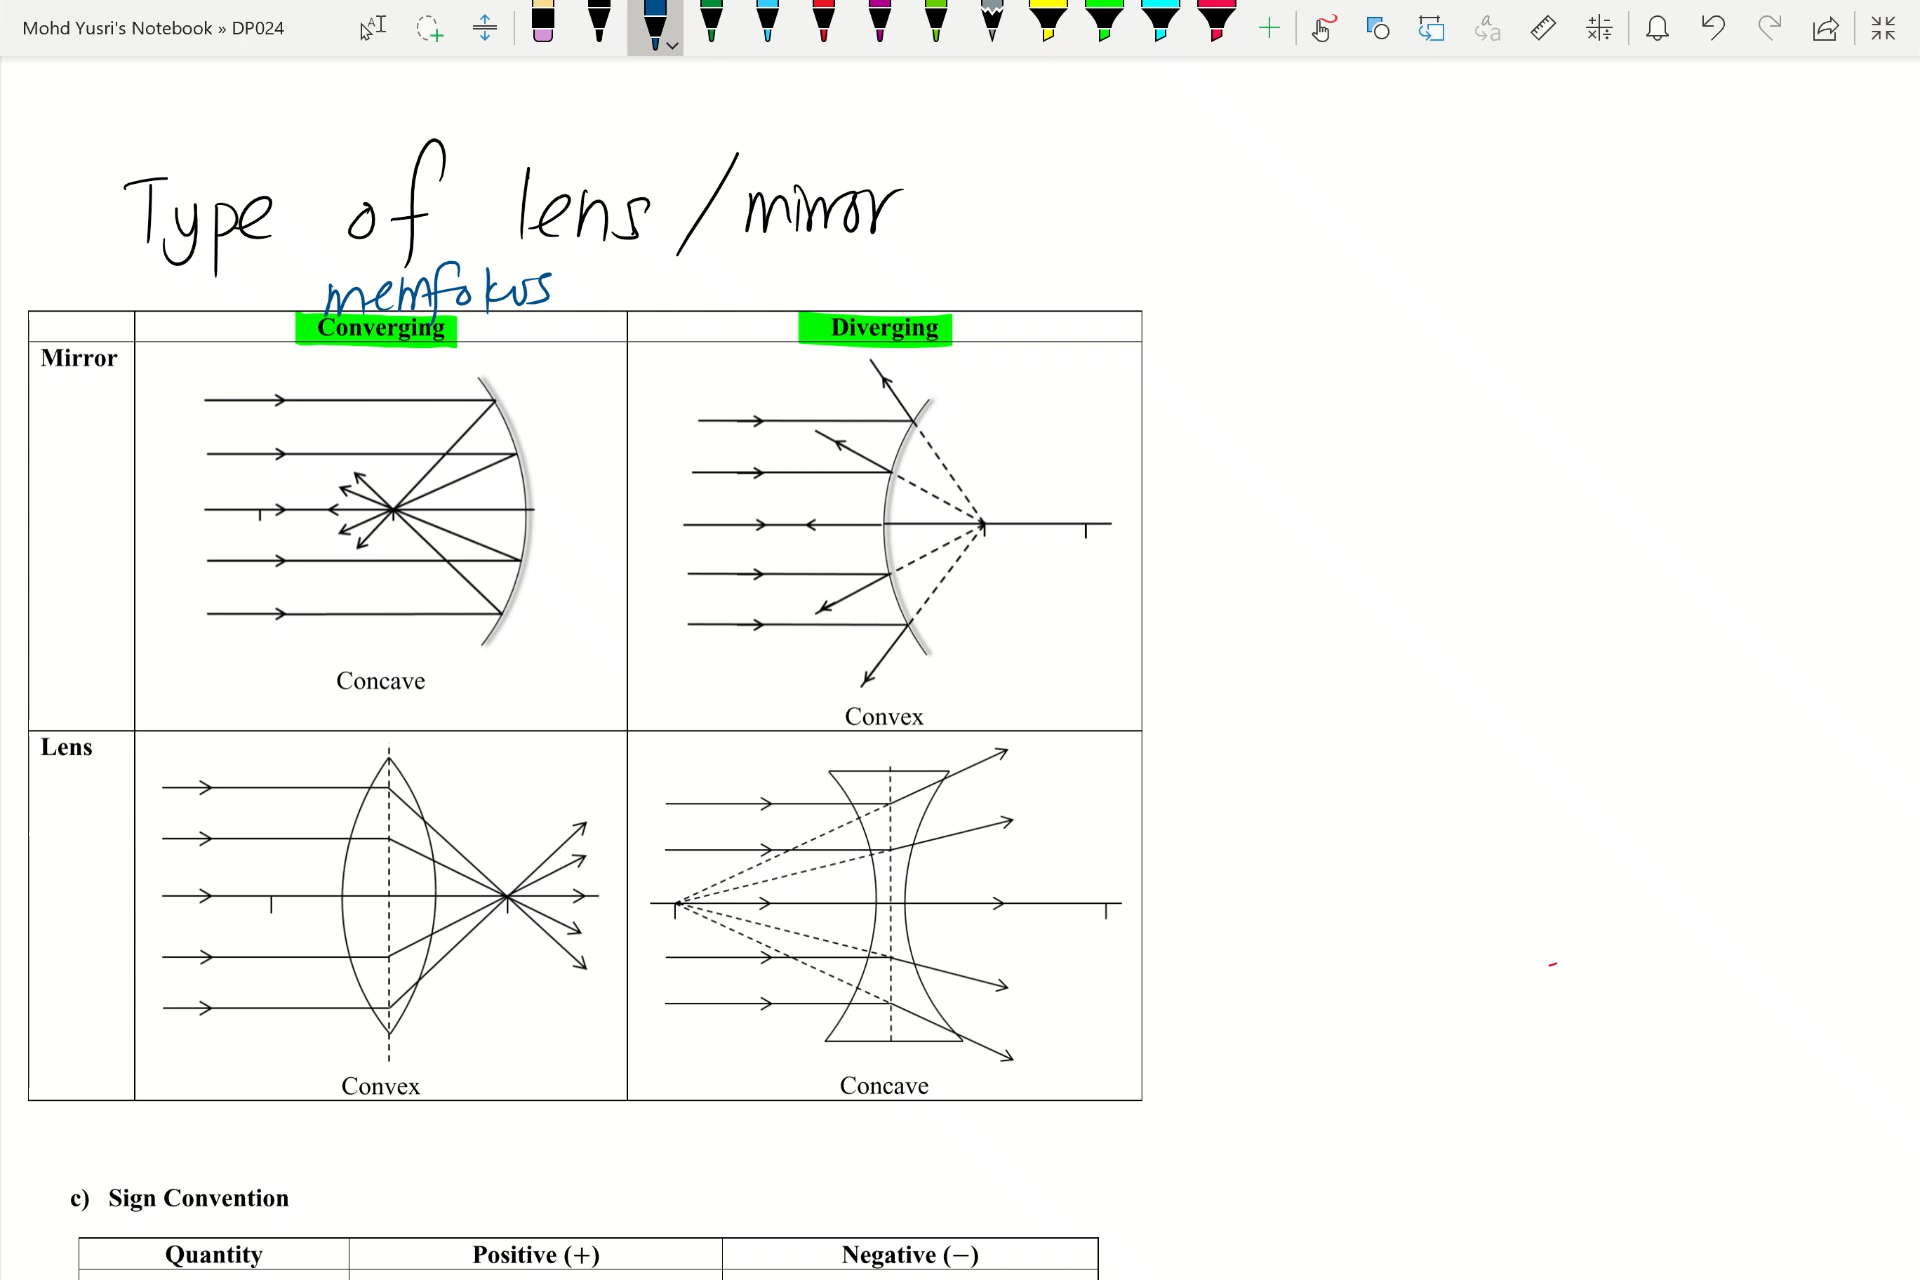 Mohd Yusri's Notebook » DP024
Type of lens/mirror
memfokus
Converging
Diverging
Mirror
Concave
Convex
Lens
Convex
Concave
c) Sign Convention
Quantity
Positive (+)
Negative (−)